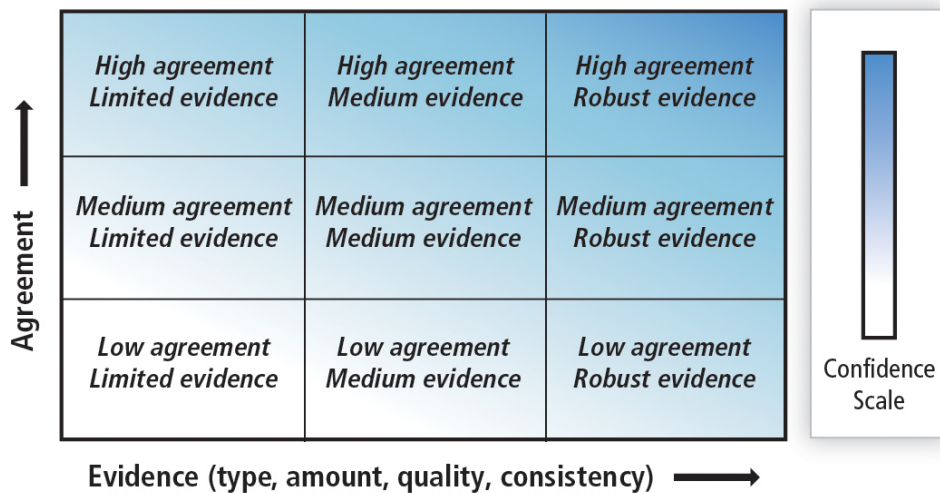 High agreement
Limited evidence
High agreement
Medium evidence
High agreement
Robust evidence
Medium agreement
Limited evidence
Medium agreement
Medium evidence
Medium agreement
Robust evidence
Low agreement
Limited evidence
Low agreement
Medium evidence
Low agreement
Robust evidence
Agreement
Evidence (type, amount, quality, consistency)
Confidence
Scale